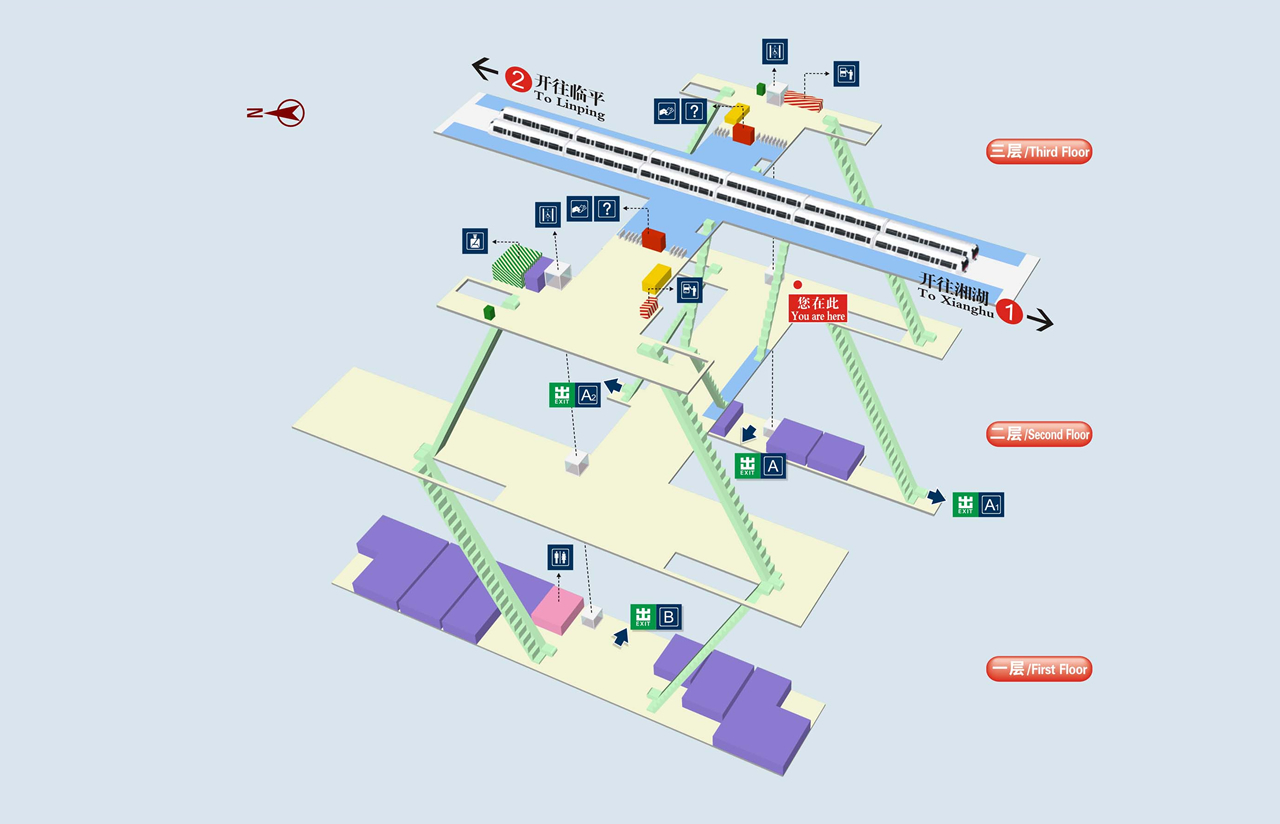 2 开往临平
To Linping
N
?
三层/Third Floor
?
开往湘湖
To Xianghu 1
您在此
You are here
出 EXIT A2
二层/Second Floor
出 EXIT A
出 EXIT A1
出 EXIT B
一层/First Floor